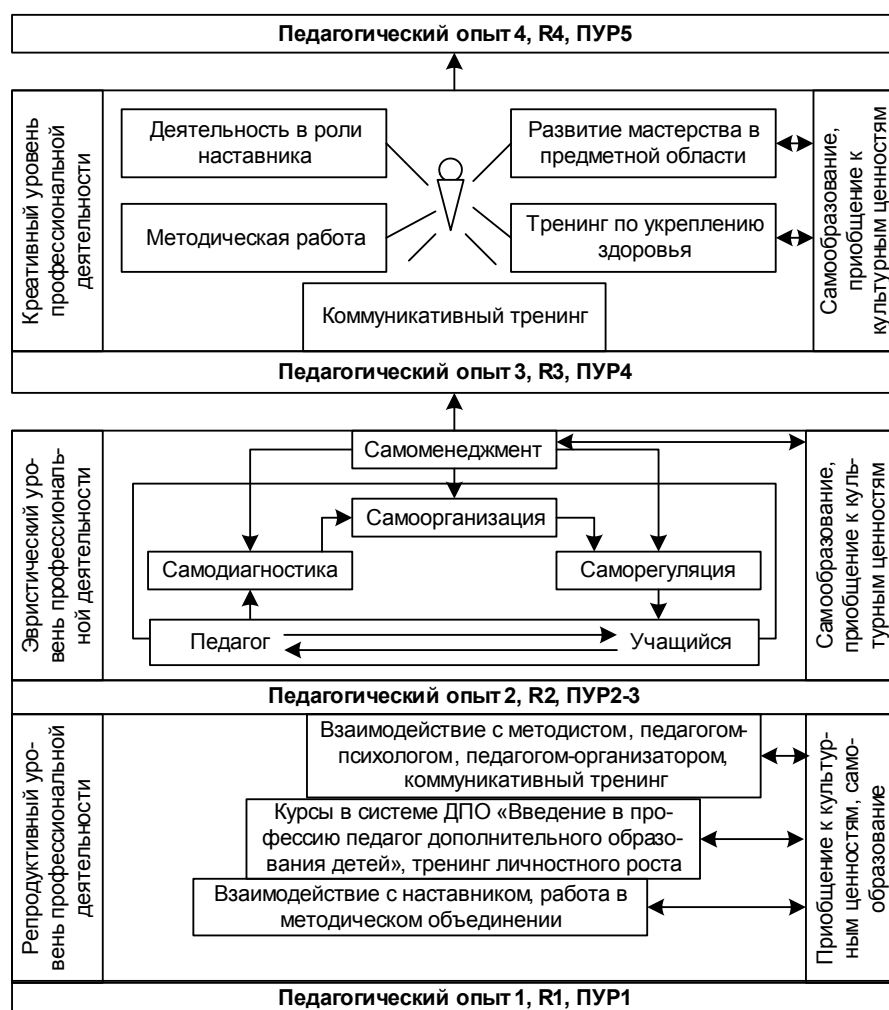 Педагогический опыт 4, R4, ПУР5
Креативный уровень
профессиональной
деятельности
Деятельность в роли
наставника
Развитие мастерства в
предметной области
Методическая работа
Тренинг по укреплению
здоровья
Коммуникативный тренинг
Самообразование,
приобщение к
культурным ценностям
Педагогический опыт 3, R3, ПУР4
Эвристический уро-
вень профессиональ-
ной деятельности
Самоменеджмент
Самоорганизация
Самодиагностика
Саморегуляция
Педагог
Учащийся
Самообразование,
приобщение к куль-
турным ценностям
Педагогический опыт 2, R2, ПУР2-3
Репродуктивный уро-
вень профессиональной
деятельности
Взаимодействие с методистом, педагогом-
психологом, педагогом-организатором,
коммуникативный тренинг
Курсы в системе ДПО «Введение в про-
фессию педагог дополнительного образо-
вания детей», тренинг личностного роста
Взаимодействие с наставником, работа в
методическом объединении
Приобщение к культур-
ным ценностям, само-
образование
Педагогический опыт 1, R1, ПУР1